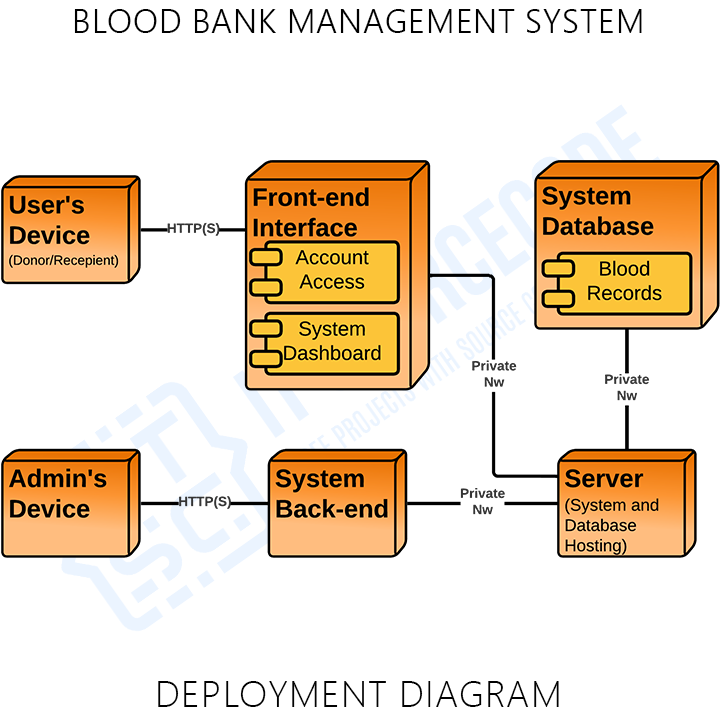 BLOOD BANK MANAGEMENT SYSTEM
User's
Device
(Donor/Recepient)
HTTP(S)
Front-end
Interface
Account
Access
System
Dashboard
System
Database
Blood
Records
Private
Nw
Private
Nw
Admin's
Device
HTTP(S)
System
Back-end
Private
Nw
Server
(System and
Database
Hosting)
DEPLOYMENT DIAGRAM